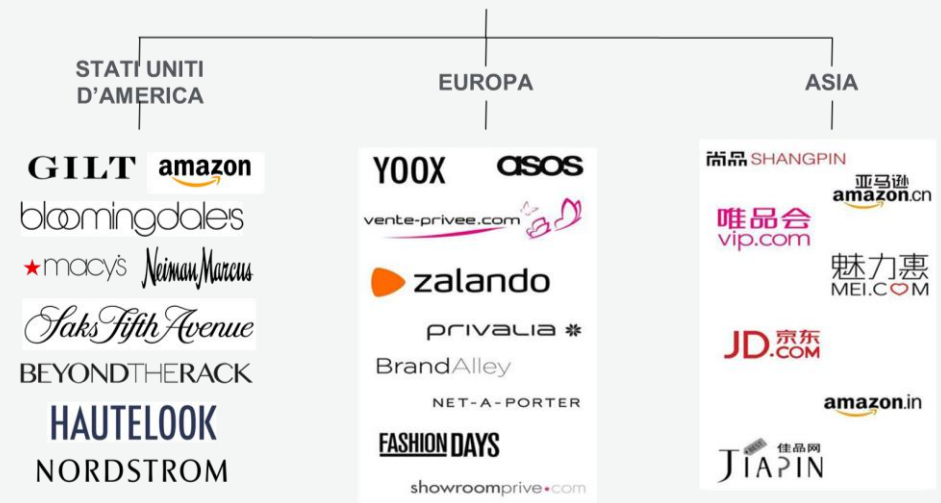 STATI UNITI
D'AMERICA
EUROPA
ASIA
GILT amazon
bloomingdale's
macy's Neiman Marcus
Saks Fifth Avenue
BEYONDTHERACK
HAUTELOOK
NORDSTROM
YOOX asos
vente-privee.com
zalando
PRIVALIA
BrandAlley
NET-A-PORTER
FASHION DAYS
showroomprive.com
尚品 SHANGPIN
亚马逊
amazon.cn
唯品会
vip.com
魅力惠
MEI.COM
JD.COM 京东
amazon.in
佳品网
JIAPIN